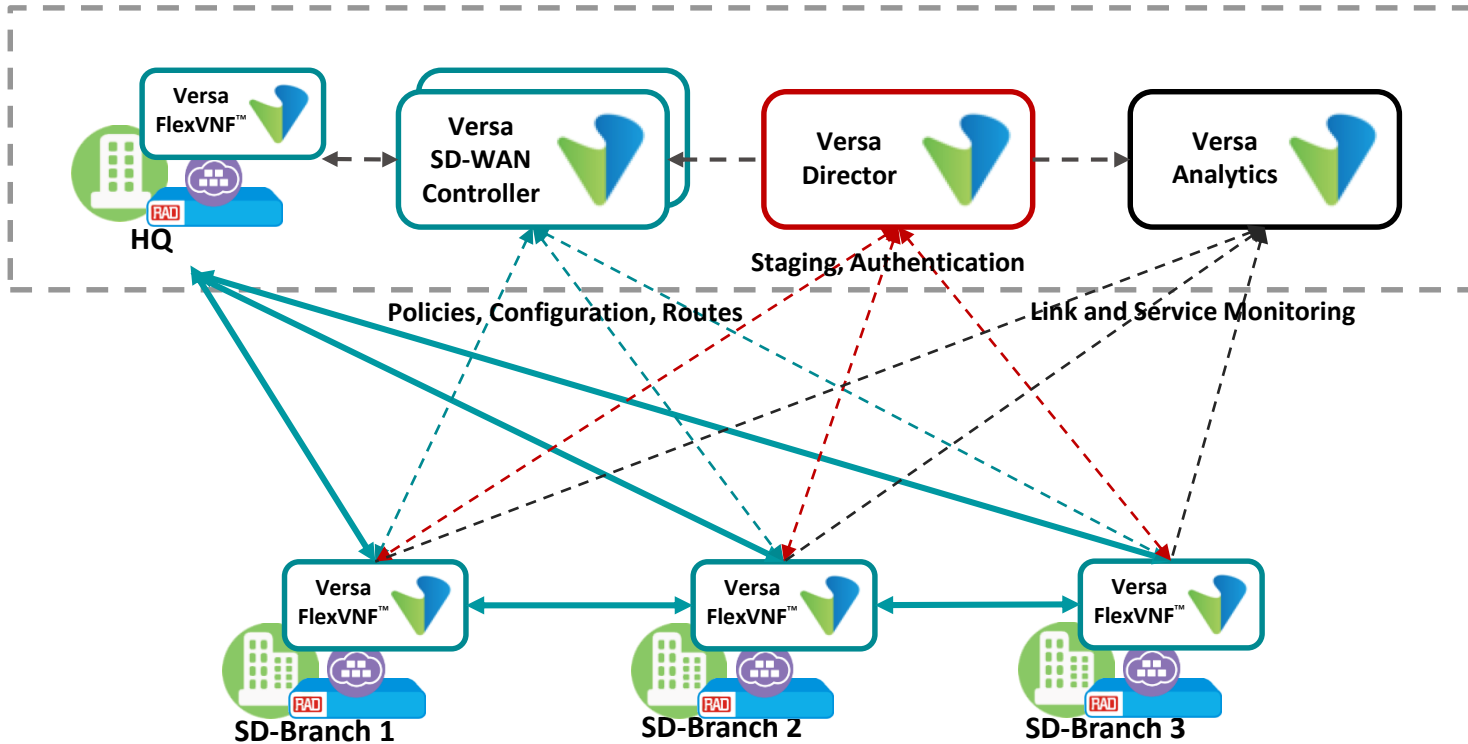 Versa
FlexVNF™
RAD
HQ
Versa
SD-WAN
Controller
Versa
Director
Versa
Analytics
Staging, Authentication
Policies, Configuration, Routes
Link and Service Monitoring
Versa
FlexVNF™
RAD
SD-Branch 1
Versa
FlexVNF™
RAD
SD-Branch 2
Versa
FlexVNF™
RAD
SD-Branch 3